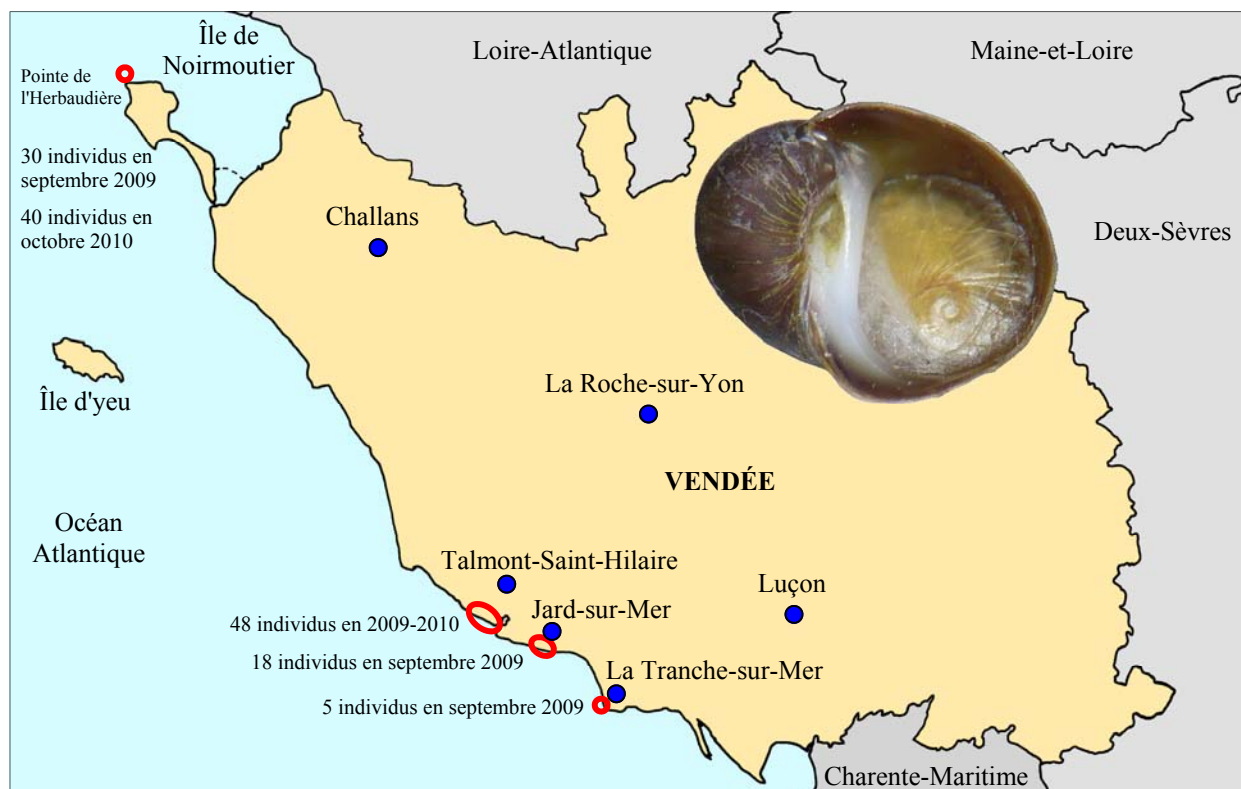 Île de
Noirmoutier
Loire-Atlantique
Maine-et-Loire
Pointe de
l'Herbaudière
30 individus en
septembre 2009
40 individus en
octobre 2010
Challans
Deux-Sèvres
Île d'yeu
La Roche-sur-Yon
VENDÉE
Océan
Atlantique
Talmont-Saint-Hilaire
Luçon
Jard-sur-Mer
48 individus en 2009-2010
18 individus en septembre 2009
La Tranche-sur-Mer
5 individus en septembre 2009
Charente-Maritime